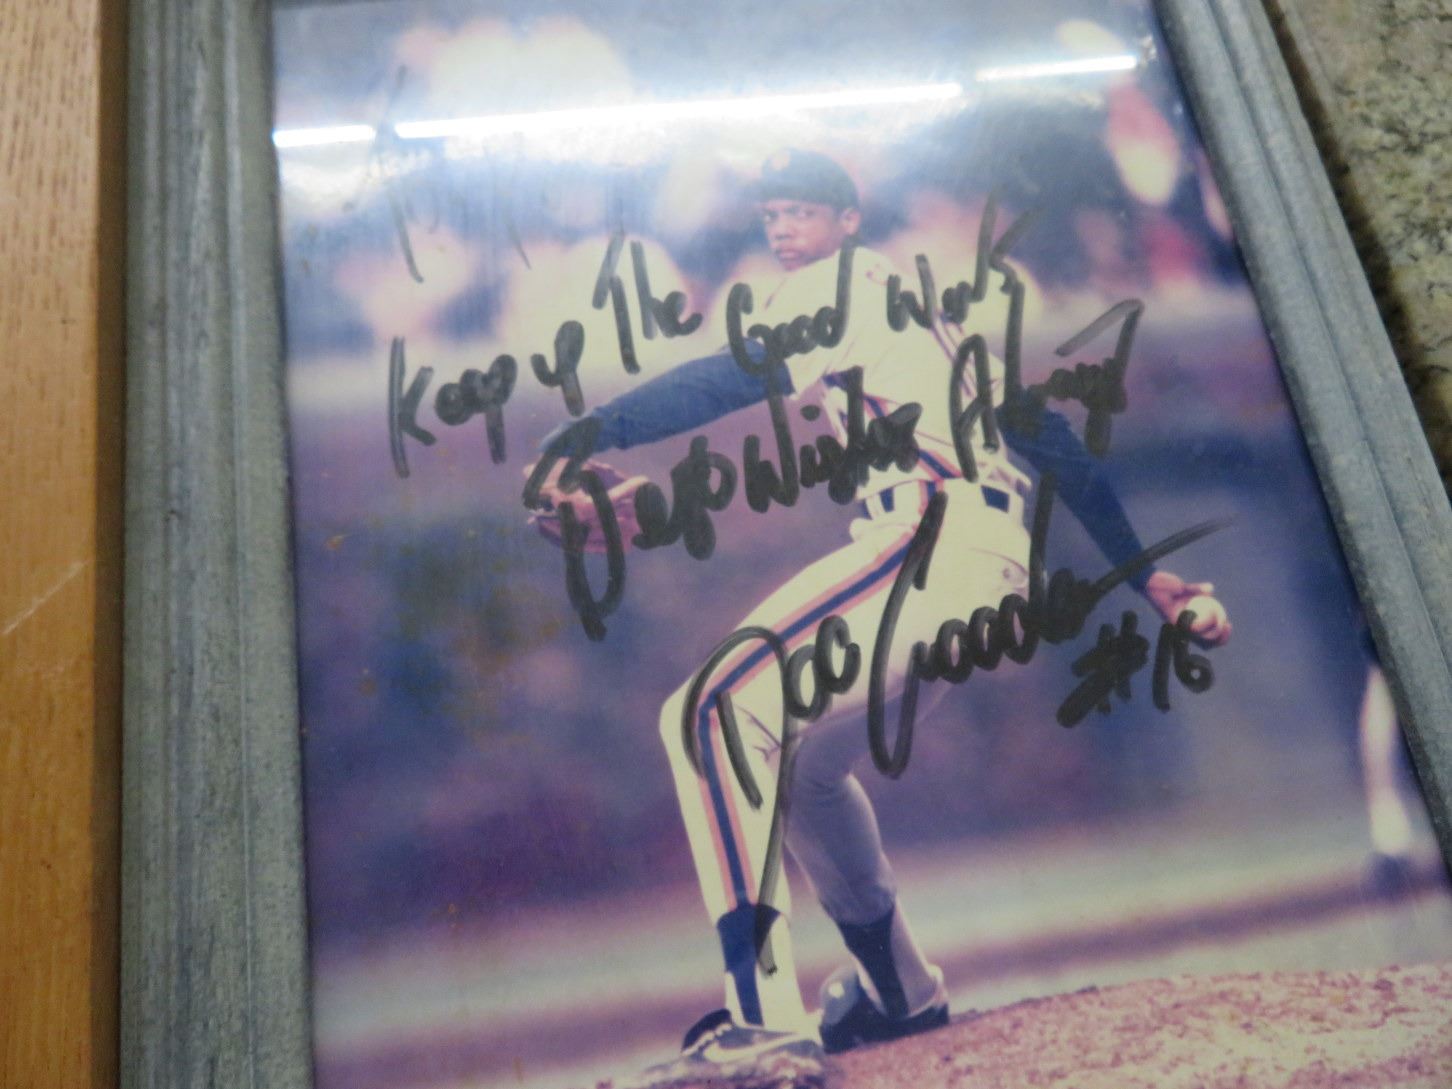 Keep up The Good Work
Best Wishes Always
Doc Gooden #16